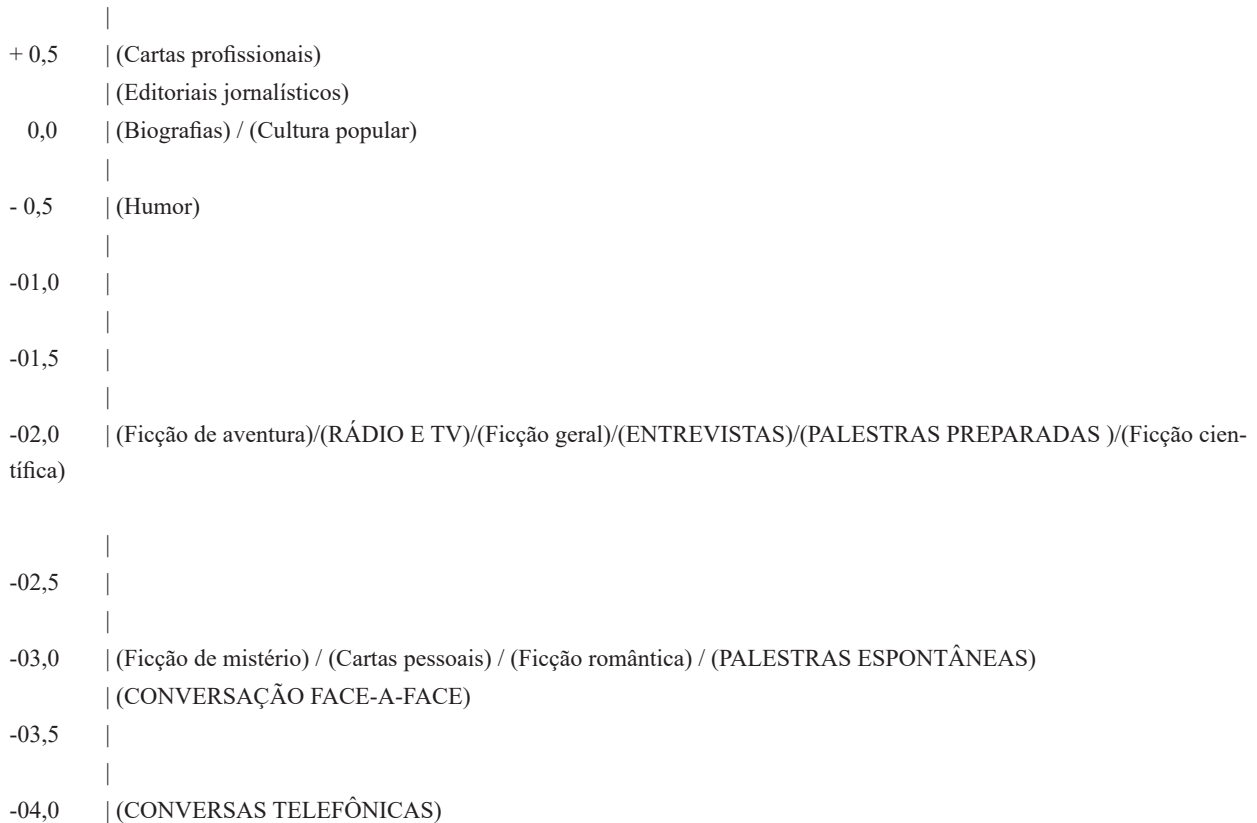 |
+ 0,5 | (Cartas profissionais)
| (Editoriais jornalísticos)
0,0 | (Biografias) / (Cultura popular)
|
- 0,5 | (Humor)
|
-01,0 |
|
-01,5 |
|
-02,0 | (Ficção de aventura)/(RÁDIO E TV)/(Ficção geral)/(ENTREVISTAS)/(PALESTRAS PREPARADAS )/(Ficção cien-
tífica)
|
-02,5 |
|
-03,0 | (Ficção de mistério) / (Cartas pessoais) / (Ficção romântica) / (PALESTRAS ESPONTÂNEAS)
| (CONVERSAÇÃO FACE-A-FACE)
-03,5 |
|
-04,0 | (CONVERSAS TELEFÔNICAS)